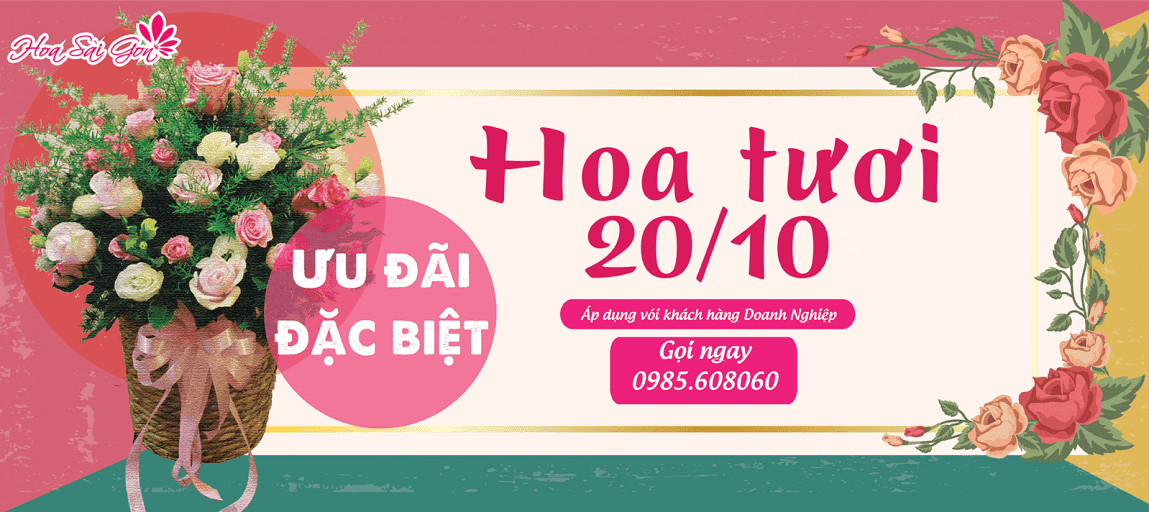 Hoa Sài Gòn
Hoa tươi
20/10
ƯU ĐÃI
ĐẶC BIỆT
Áp dụng với khách hàng Doanh Nghiệp
Gọi ngay
0985.608060